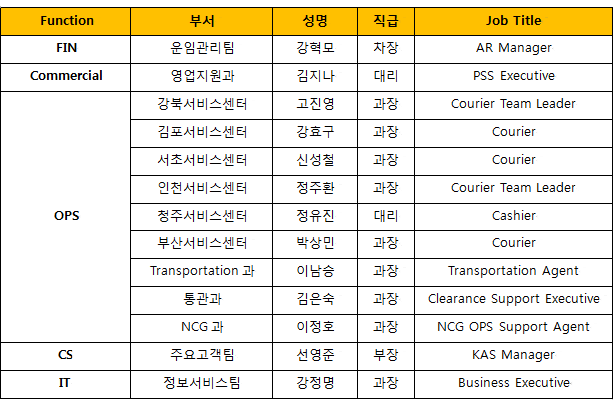 Function 부서 성명 직급 Job Title
FIN 운임관리팀 강혁모 차장 AR Manager
Commercial 영업지원과 김지나 대리 PSS Executive
강북서비스센터 고진영 과장 Courier Team Leader
김포서비스센터 강효구 과장 Courier
서초서비스센터 신성철 과장 Courier
인천서비스센터 정주환 과장 Courier Team Leader
OPS 청주서비스센터 정유진 대리 Cashier
부산서비스센터 박상민 과장 Courier
Transportation 과 이남승 과장 Transportation Agent
통관과 김은숙 과장 Clearance Support Executive
NCG 과 이정호 과장 NCG OPS Support Agent
CS 주요고객팀 선영준 부장 KAS Manager
IT 정보서비스팀 강정명 과장 Business Executive